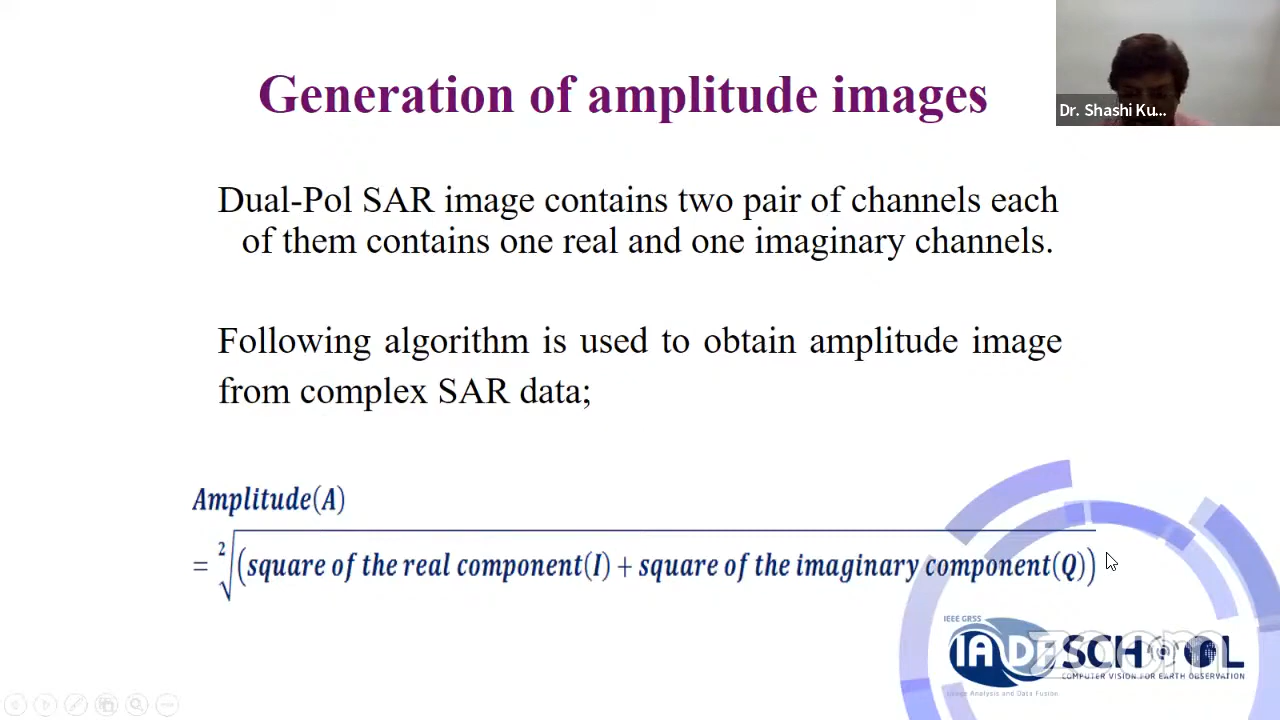 Generation of amplitude images
Dr. Shashi Ku...
Dual-Pol SAR image contains two pair of channels each
of them contains one real and one imaginary channels.
Following algorithm is used to obtain amplitude image
from complex SAR data;
Amplitude(A)
= 2√(square of the real component(I) + square of the imaginary component(Q))
IEEE GRSS
IADF SCHOOL
zoom
COMPUTER VISION FOR EARTH OBSERVATION
Image Analysis and Data Fusion